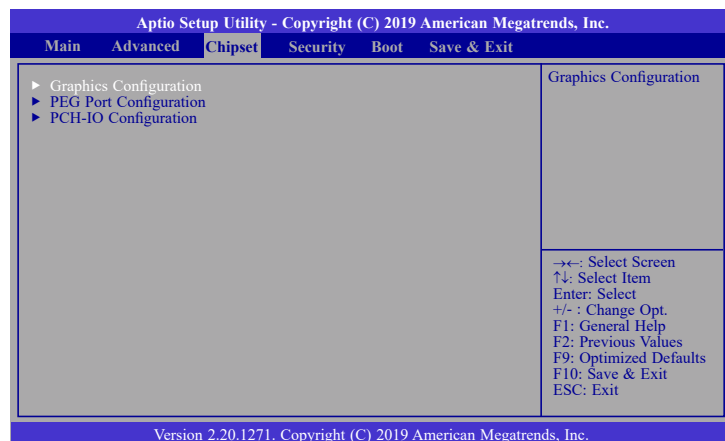 Aptio Setup Utility - Copyright (C) 2019 American Megatrends, Inc.
Main Advanced Chipset Security Boot Save & Exit
► Graphics Configuration
► PEG Port Configuration
► PCH-IO Configuration
Graphics Configuration
→←: Select Screen
↑↓: Select Item
Enter: Select
+/- : Change Opt.
F1: General Help
F2: Previous Values
F9: Optimized Defaults
F10: Save & Exit
ESC: Exit
Version 2.20.1271. Copyright (C) 2019 American Megatrends, Inc.